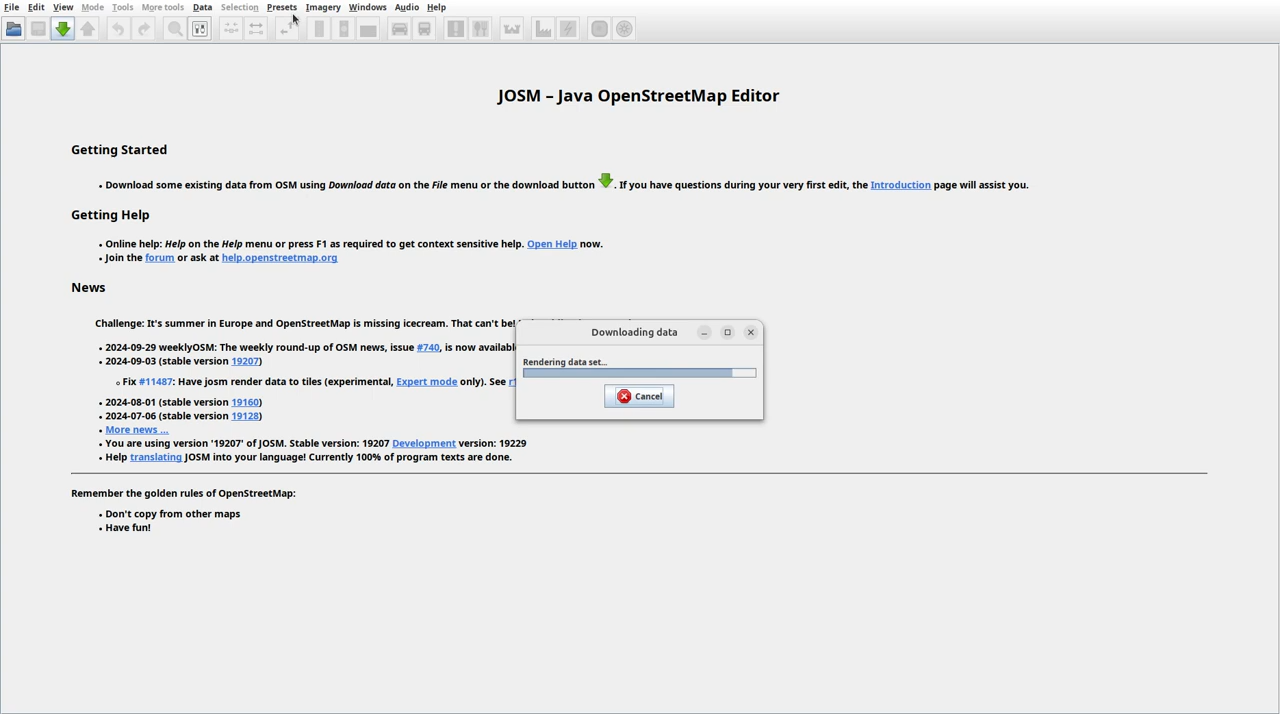 File Edit View Mode Tools More tools Data Selection Presets Imagery Windows Audio Help
JOSM – Java OpenStreetMap Editor
Getting Started
• Download some existing data from OSM using Download data on the File menu or the download button . If you have questions during your very first edit, the Introduction page will assist you.
Getting Help
• Online help: Help on the Help menu or press F1 as required to get context sensitive help. Open Help now.
• Join the forum or ask at help.openstreetmap.org
News
Challenge: It's summer in Europe and OpenStreetMap is missing icecream. That can't be!
• 2024-09-29 weeklyOSM: The weekly round-up of OSM news, issue #740, is now available
• 2024-09-03 (stable version 19207)
Fix #11487: Have josm render data to tiles (experimental, Expert mode only). See
• 2024-08-01 (stable version 19160)
• 2024-07-06 (stable version 19128)
• More news ...
• You are using version '19207' of JOSM. Stable version: 19207 Development version: 19229
• Help translating JOSM into your language! Currently 100% of program texts are done.
Downloading data
Rendering data set...
Cancel
Remember the golden rules of OpenStreetMap:
• Don't copy from other maps
• Have fun!